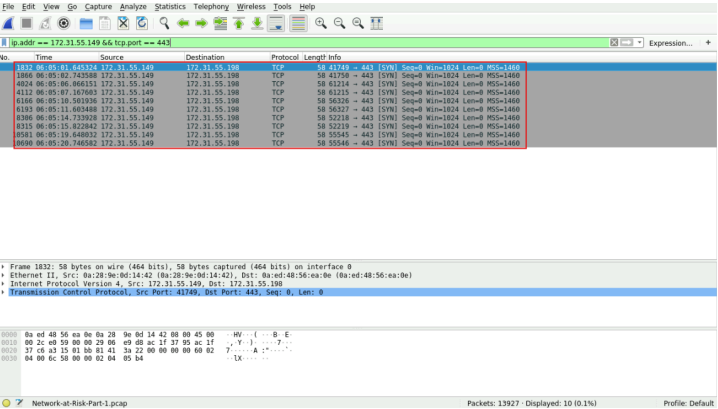 File Edit View Go Capture Analyze Statistics Telephony Wireless Tools Help
ip.addr == 172.31.55.149 && tcp.port == 443 Expression... +
No. Time Source Destination Protocol Length Info
1832 06:05:01.645324 172.31.55.149 172.31.55.198 TCP 58 41749 → 443 [SYN] Seq=0 Win=1024 Len=0 MSS=1460
1866 06:05:02.743588 172.31.55.149 172.31.55.198 TCP 58 41750 → 443 [SYN] Seq=0 Win=1024 Len=0 MSS=1460
4024 06:05:06.066151 172.31.55.149 172.31.55.198 TCP 58 61214 → 443 [SYN] Seq=0 Win=1024 Len=0 MSS=1460
4112 06:05:07.167603 172.31.55.149 172.31.55.198 TCP 58 61215 → 443 [SYN] Seq=0 Win=1024 Len=0 MSS=1460
6166 06:05:10.501936 172.31.55.149 172.31.55.198 TCP 58 56326 → 443 [SYN] Seq=0 Win=1024 Len=0 MSS=1460
6193 06:05:11.603488 172.31.55.149 172.31.55.198 TCP 58 56327 → 443 [SYN] Seq=0 Win=1024 Len=0 MSS=1460
8306 06:05:14.733928 172.31.55.149 172.31.55.198 TCP 58 52218 → 443 [SYN] Seq=0 Win=1024 Len=0 MSS=1460
8315 06:05:15.822842 172.31.55.149 172.31.55.198 TCP 58 52219 → 443 [SYN] Seq=0 Win=1024 Len=0 MSS=1460
0581 06:05:19.648032 172.31.55.149 172.31.55.198 TCP 58 55545 → 443 [SYN] Seq=0 Win=1024 Len=0 MSS=1460
0690 06:05:20.746582 172.31.55.149 172.31.55.198 TCP 58 55546 → 443 [SYN] Seq=0 Win=1024 Len=0 MSS=1460
Frame 1832: 58 bytes on wire (464 bits), 58 bytes captured (464 bits) on interface 0
Ethernet II, Src: 0a:28:9e:0d:14:42 (0a:28:9e:0d:14:42), Dst: 0a:ed:48:56:ea:0e (0a:ed:48:56:ea:0e)
Internet Protocol Version 4, Src: 172.31.55.149, Dst: 172.31.55.198
Transmission Control Protocol, Src Port: 41749, Dst Port: 443, Seq: 0, Len: 0
0000 0a ed 48 56 ea 0e 0a 28 9e 0d 14 42 08 00 45 00 ··HV···( ···B··E·
0010 00 2c e0 59 00 00 29 06 e9 d8 ac 1f 37 95 ac 1f ·,·Y··)· ····7···
0020 37 c6 a3 15 01 bb 81 41 3a 22 00 00 00 00 60 02 7······A :"····`·
0030 04 00 6c 58 00 00 02 04 05 b4 ··lX···· ··
Network-at-Risk-Part-1.pcap Packets: 13927 · Displayed: 10 (0.1%) Profile: Default